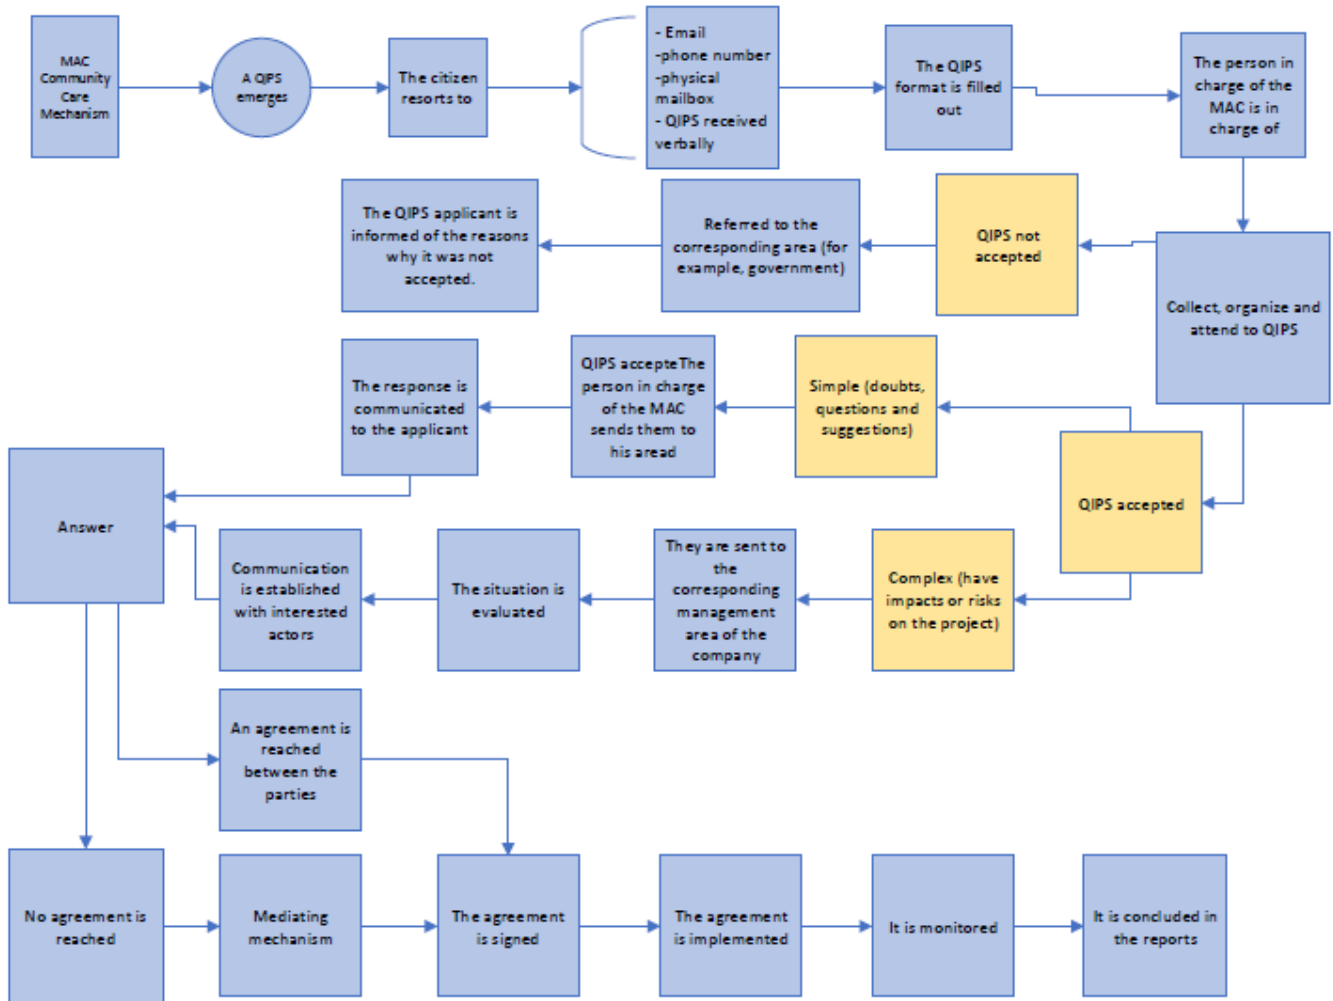 MAC
Community
Care
Mechanism
A QIPS
emerges
The citizen
resorts to
- Email
-phone number
-physical
mailbox
- QIPS received
verbally
The QIPS
format is filled
out
The person in
charge of the
MAC is in
charge of
The QIPS applicant is
informed of the reasons
why it was not
accepted.
Referred to the
corresponding area (for
example, government)
QIPS not
accepted
Collect, organize and
attend to QIPS
The response is
communicated
to the applicant
QIPS accepteThe
person in charge
of the MAC
sends them to
his aread
Simple (doubts,
questions and
suggestions)
QIPS accepted
Answer
Communication
is established
with interested
actors
The situation is
evaluated
They are sent to
the
corresponding
management
area of the
company
Complex (have
impacts or risks
on the project)
An agreement is
reached
between the
parties
No agreement is
reached
Mediating
mechanism
The agreement
is signed
The agreement
is implemented
It is monitored
It is concluded in
the reports